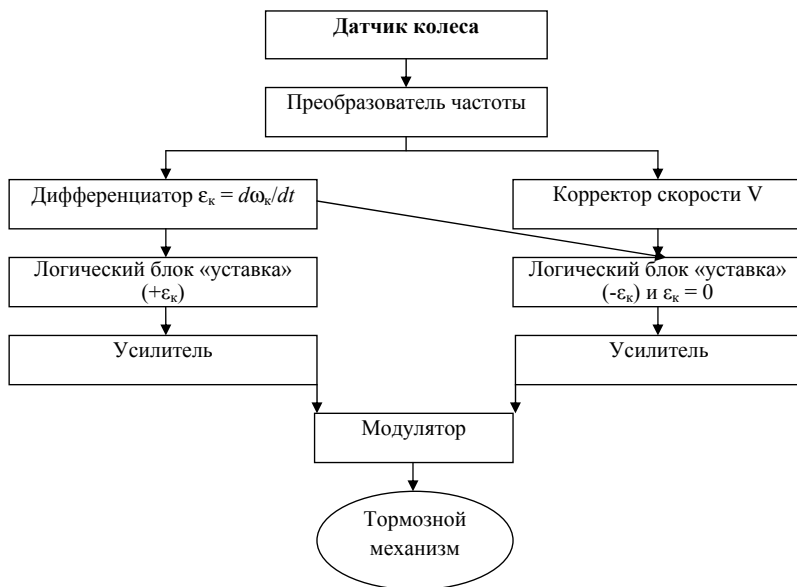 Датчик колеса
Преобразователь частоты
Дифференциатор εк = dωк/dt
Корректор скорости V
Логический блок «уставка»
(+εк)
Логический блок «уставка»
(-εк) и εк = 0
Усилитель
Усилитель
Модулятор
Тормозной
механизм